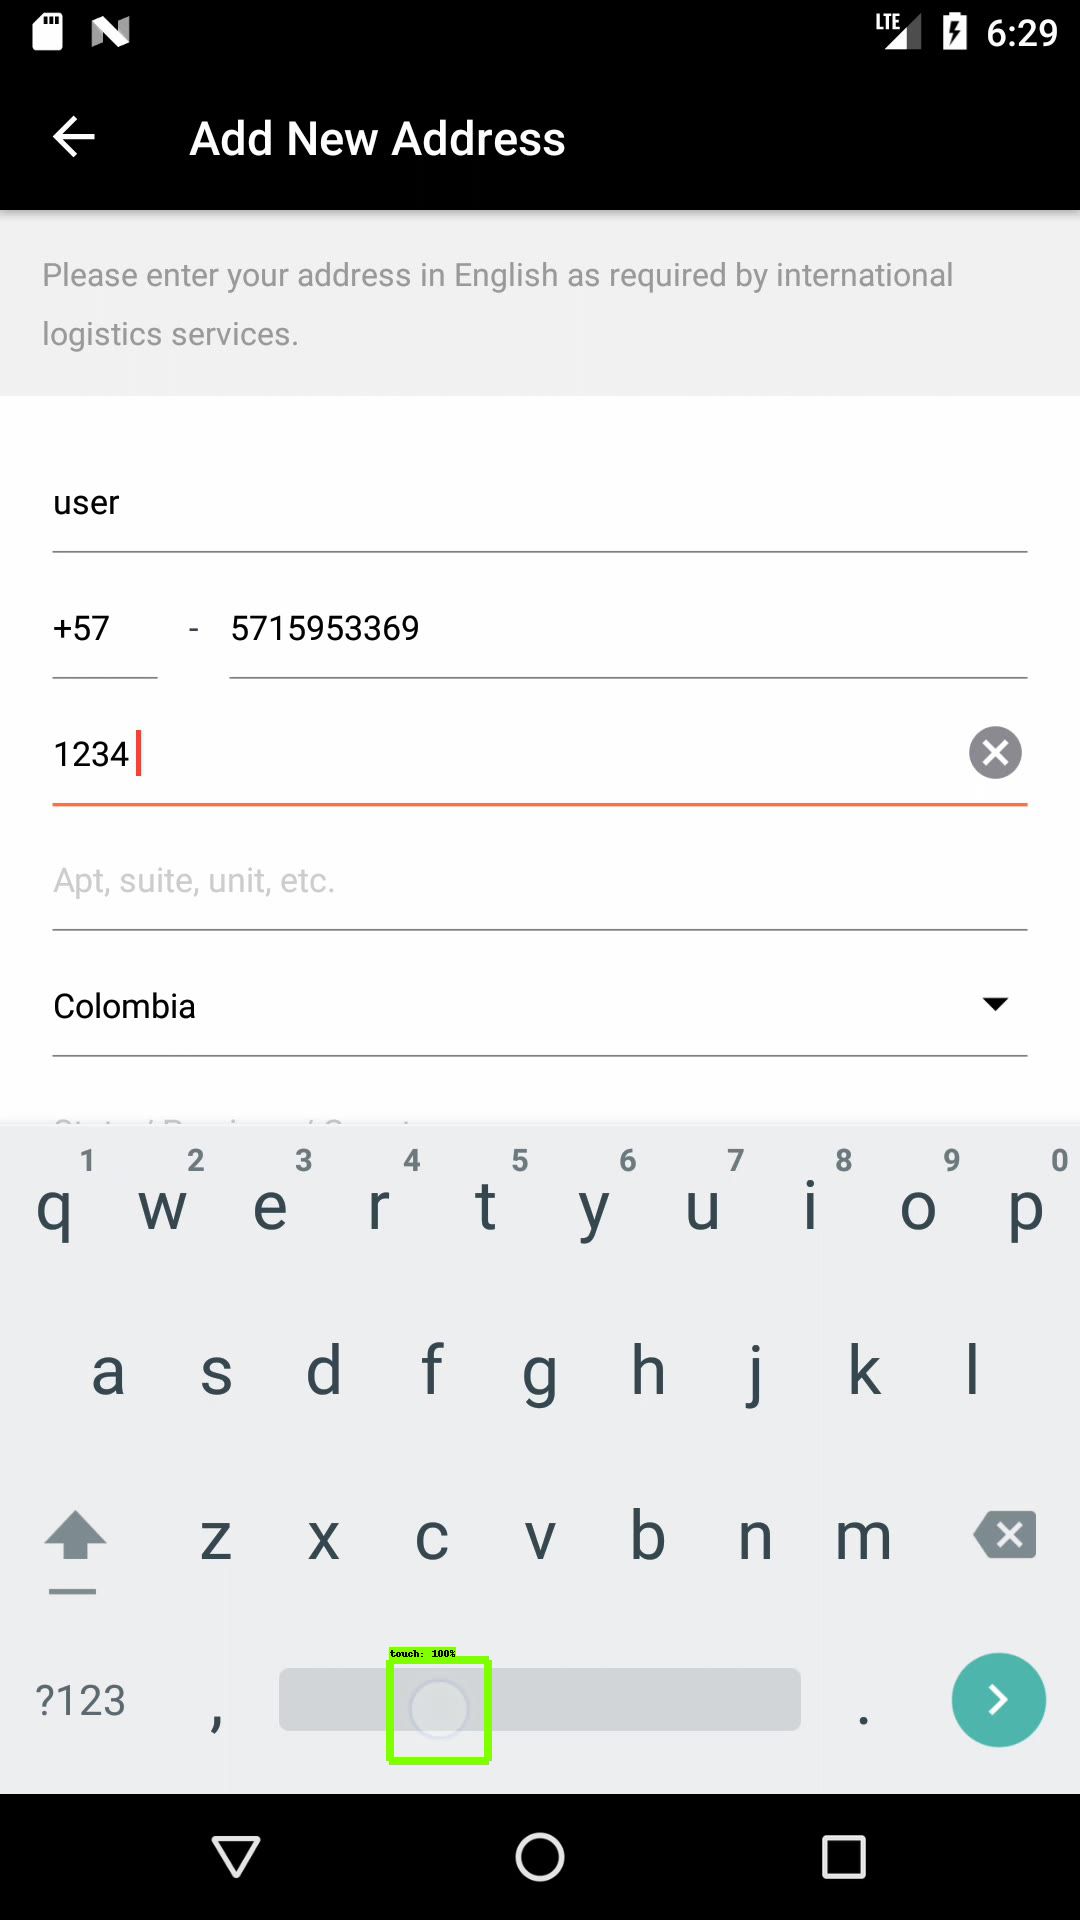 LTE 6:29
Add New Address
Please enter your address in English as required by international
logistics services.
user
+57 - 5715953369
1234
Apt, suite, unit, etc.
Colombia
1 2 3 4 5 6 7 8 9 0
q w e r t y u i o p
a s d f g h j k l
z x c v b n m
touch: 100%
?123 , .